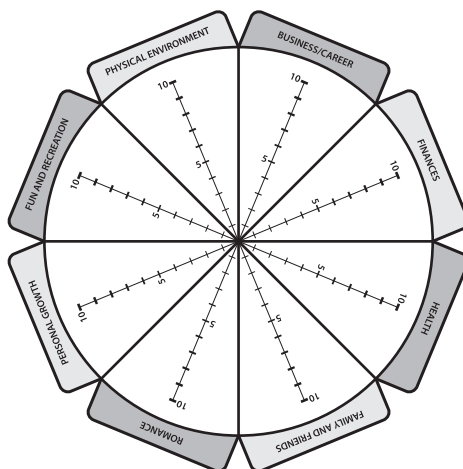 PHYSICAL ENVIRONMENT
BUSINESS/CAREER
10
10
5
5
FUN AND RECREATION
FINANCES
10
10
5
5
PERSONAL GROWTH
HEALTH
10
10
5
5
ROMANCE
FAMILY AND FRIENDS
10
10
5
5